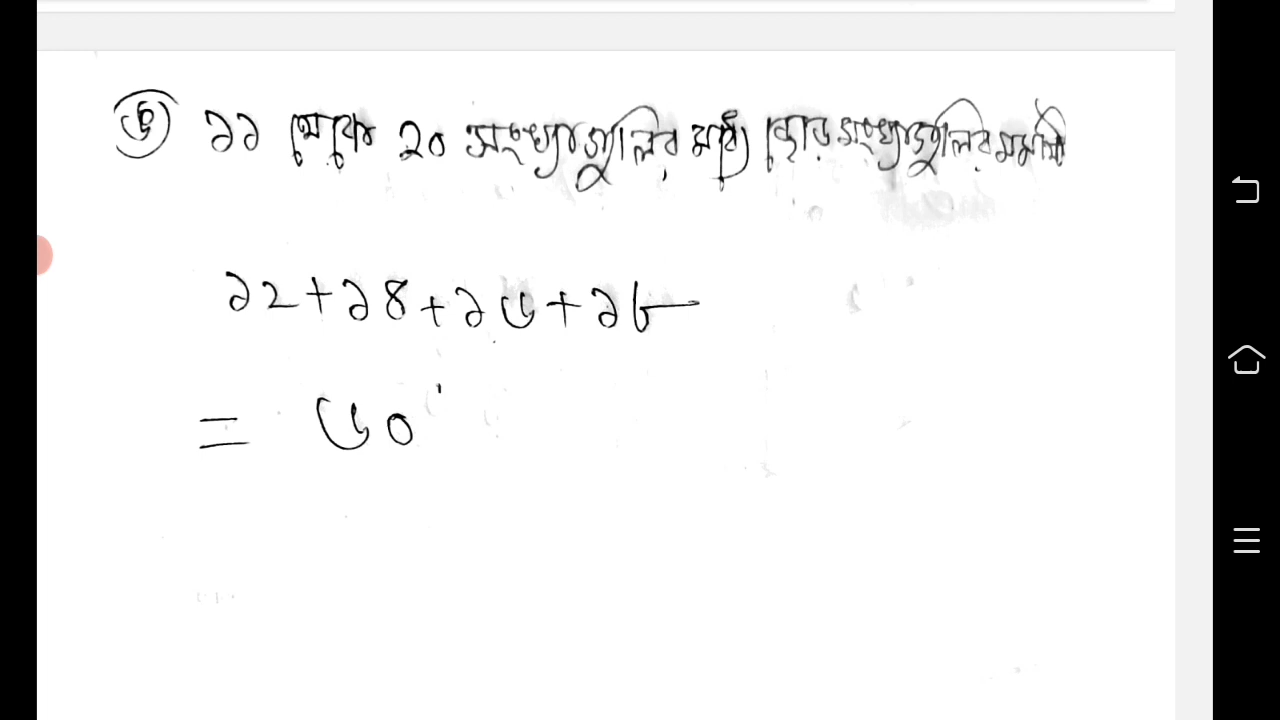 ঙ ১১ থেকে ২০ সংখ্যাগুলির মধ্যে জোড় সংখ্যাগুলির সমষ্টি
১২+১৪+১৬+১৮
= ৬০